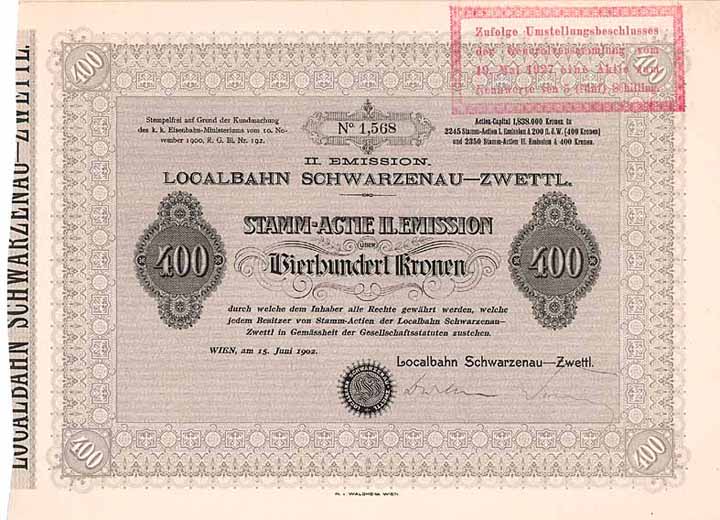 LOCALBAHN SCHWARZENAU—ZWETTL.
400
400
Zufolge Umstellungsbeschlusses
der Generalversammlung vom
19. Mai 1927 eine Aktie zum
Nennwerte von 5 (fünf) Schilling.
Stempelfrei auf Grund der Kundmachung
des k. k. Eisenbahn-Ministeriums vom 10. No-
vember 1900, R. G. Bl. Nr. 192.
No 1,568
Actien-Capital 1,838.000 Kronen in
2245 Stamm-Actien I. Emission à 200 fl. ö. W. (400 Kronen)
und 2350 Stamm-Actien II. Emission à 400 Kronen.
II. EMISSION.
LOCALBAHN SCHWARZENAU—ZWETTL.
STAMM-ACTIE II. EMISSION
ÜBER
400
Vierhundert Kronen
400
durch welche dem Inhaber alle Rechte gewährt werden, welche
jedem Besitzer von Stamm-Actien der Localbahn Schwarzenau—
Zwettl in Gemässheit der Gesellschaftsstatuten zustehen.
WIEN, am 15. Juni 1902.
Localbahn Schwarzenau—Zwettl.
400
400
R. v. WALDHEIM, WIEN